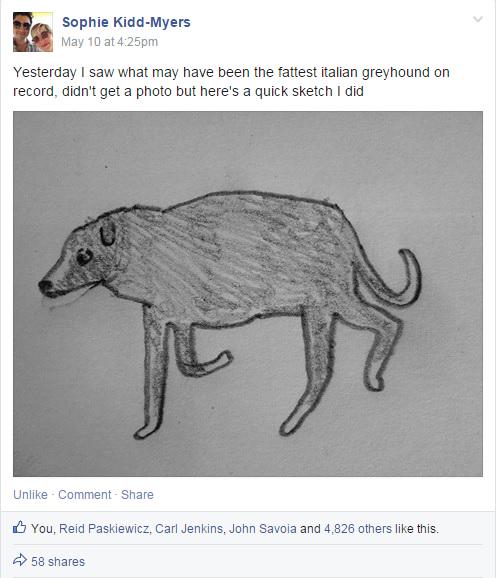 Sophie Kidd-Myers
May 10 at 4:25pm
Yesterday I saw what may have been the fattest italian greyhound on
record, didn't get a photo but here's a quick sketch I did
Unlike · Comment · Share
You, Reid Paskiewicz, Carl Jenkins, John Savoia and 4,826 others like this.
58 shares